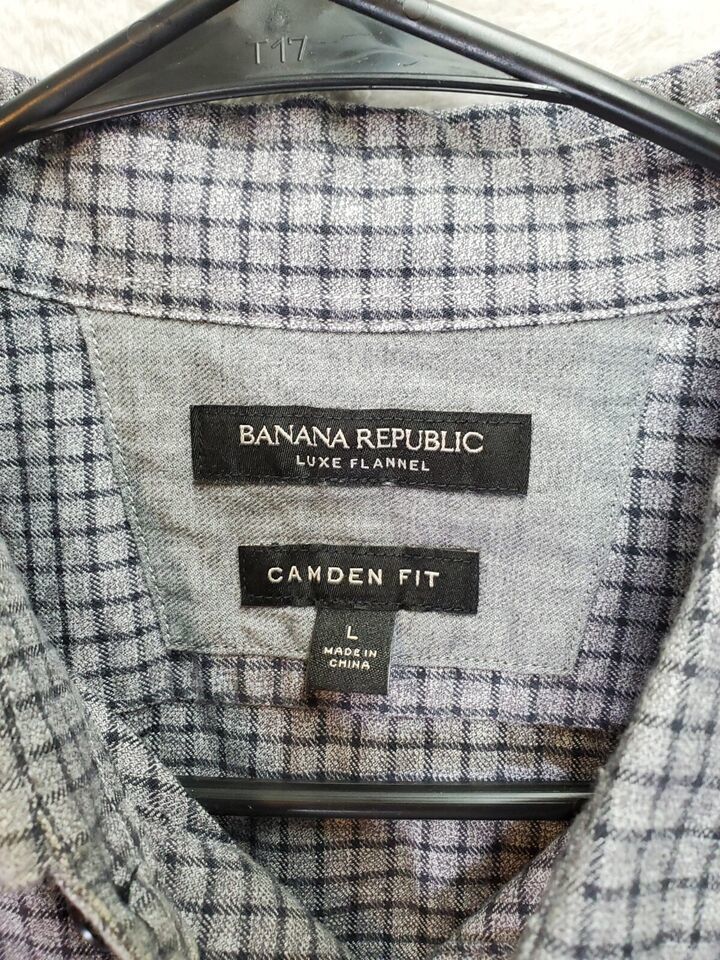 T17
BANANA REPUBLIC
LUXE FLANNEL
CAMDEN FIT
L
MADE IN
CHINA